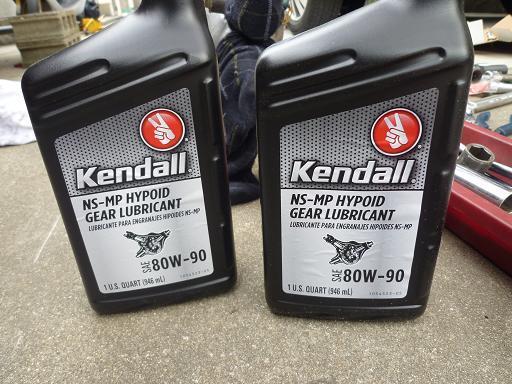 Kendall
NS-MP HYPOID
GEAR LUBRICANT
LUBRICANTE PARA ENGRANAJES HIPOIDES NS-MP
SAE 80W-90
1 U.S. QUART (946 mL)
Kendall
NS-MP HYPOID
GEAR LUBRICANT
LUBRICANTE PARA ENGRANAJES HIPOIDES NS-MP
SAE 80W-90
1 U.S. QUART (946 mL)